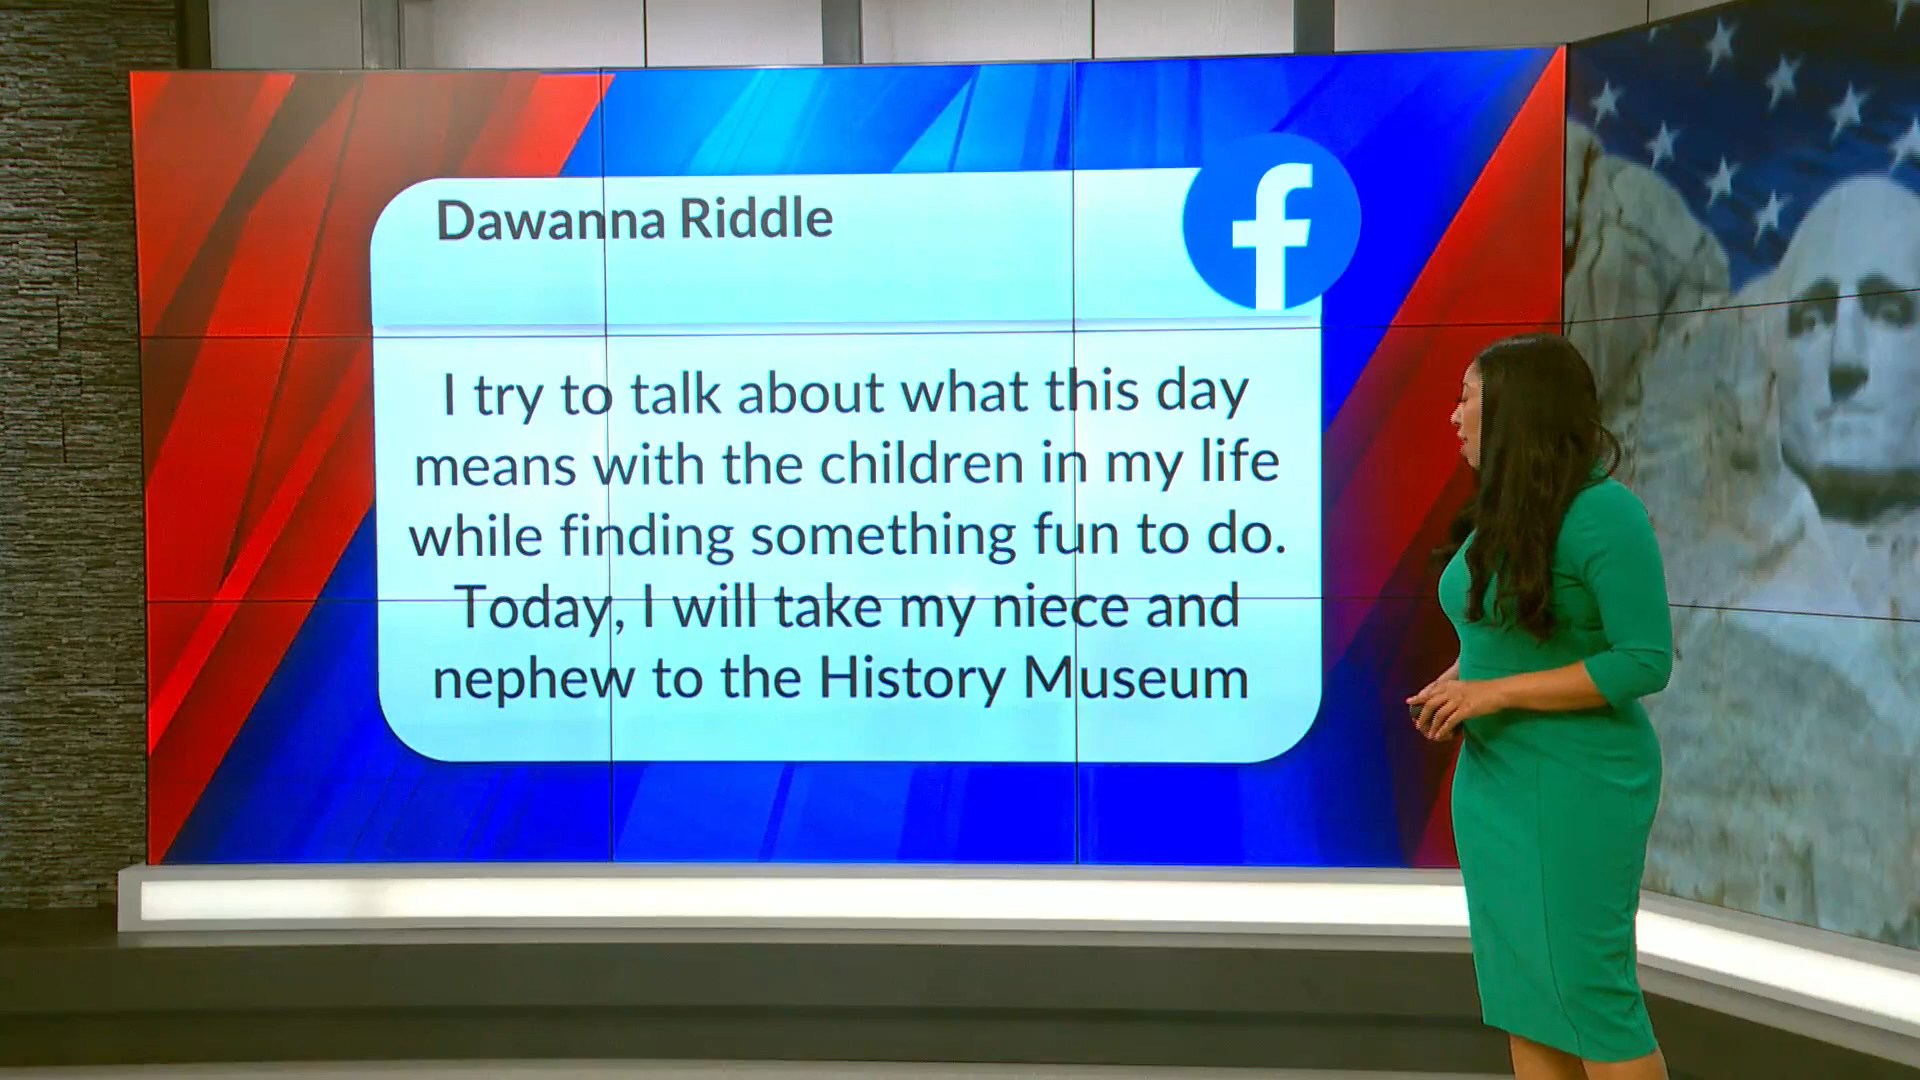 Dawanna Riddle
f
I try to talk about what this day
means with the children in my life
while finding something fun to do.
Today, I will take my niece and
nephew to the History Museum